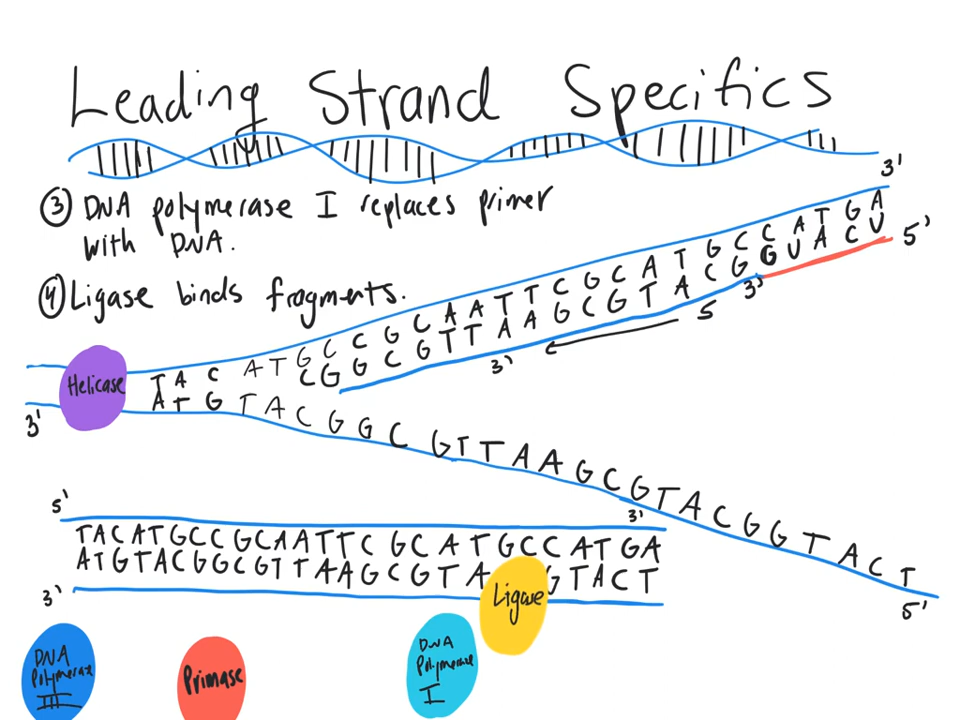 Leading Strand Specifics
③ DNA polymerase I replaces primer
with DNA.
④ Ligase binds fragments.
3'
TAC ATGCCGCAATTCGCATGCCATGA
CGGCGTTAAGCGTACGGUACU
5'
3'
5
3'
Helicase
3'
ATGTACGGCGTTAAGCGTACGGTACT
5'
5'
3'
TACATGCCGCAATTCGCATGCCATGA
ATGTACGGCGTTAAGCGTA GTACT
3'
Ligase
DNA
Polymerase
III
Primase
DNA
Polymerase
I